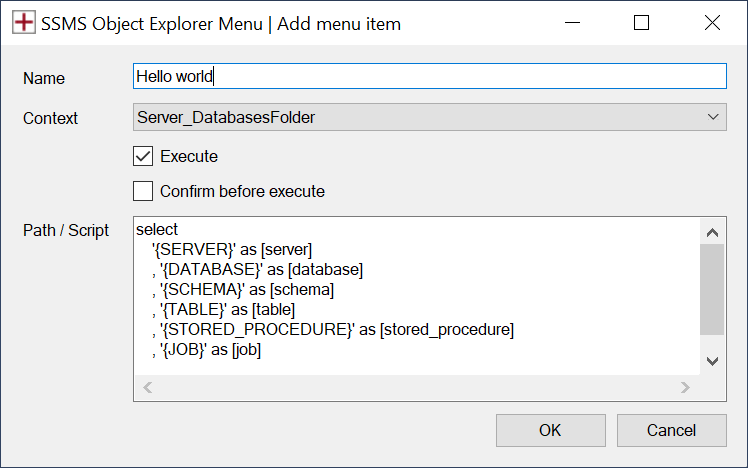 SSMS Object Explorer Menu | Add menu item
Name
Hello world
Context
Server_DatabasesFolder
Execute
Confirm before execute
Path / Script
select
'{SERVER}' as [server]
, '{DATABASE}' as [database]
, '{SCHEMA}' as [schema]
, '{TABLE}' as [table]
, '{STORED_PROCEDURE}' as [stored_procedure]
, '{JOB}' as [job]
OK
Cancel